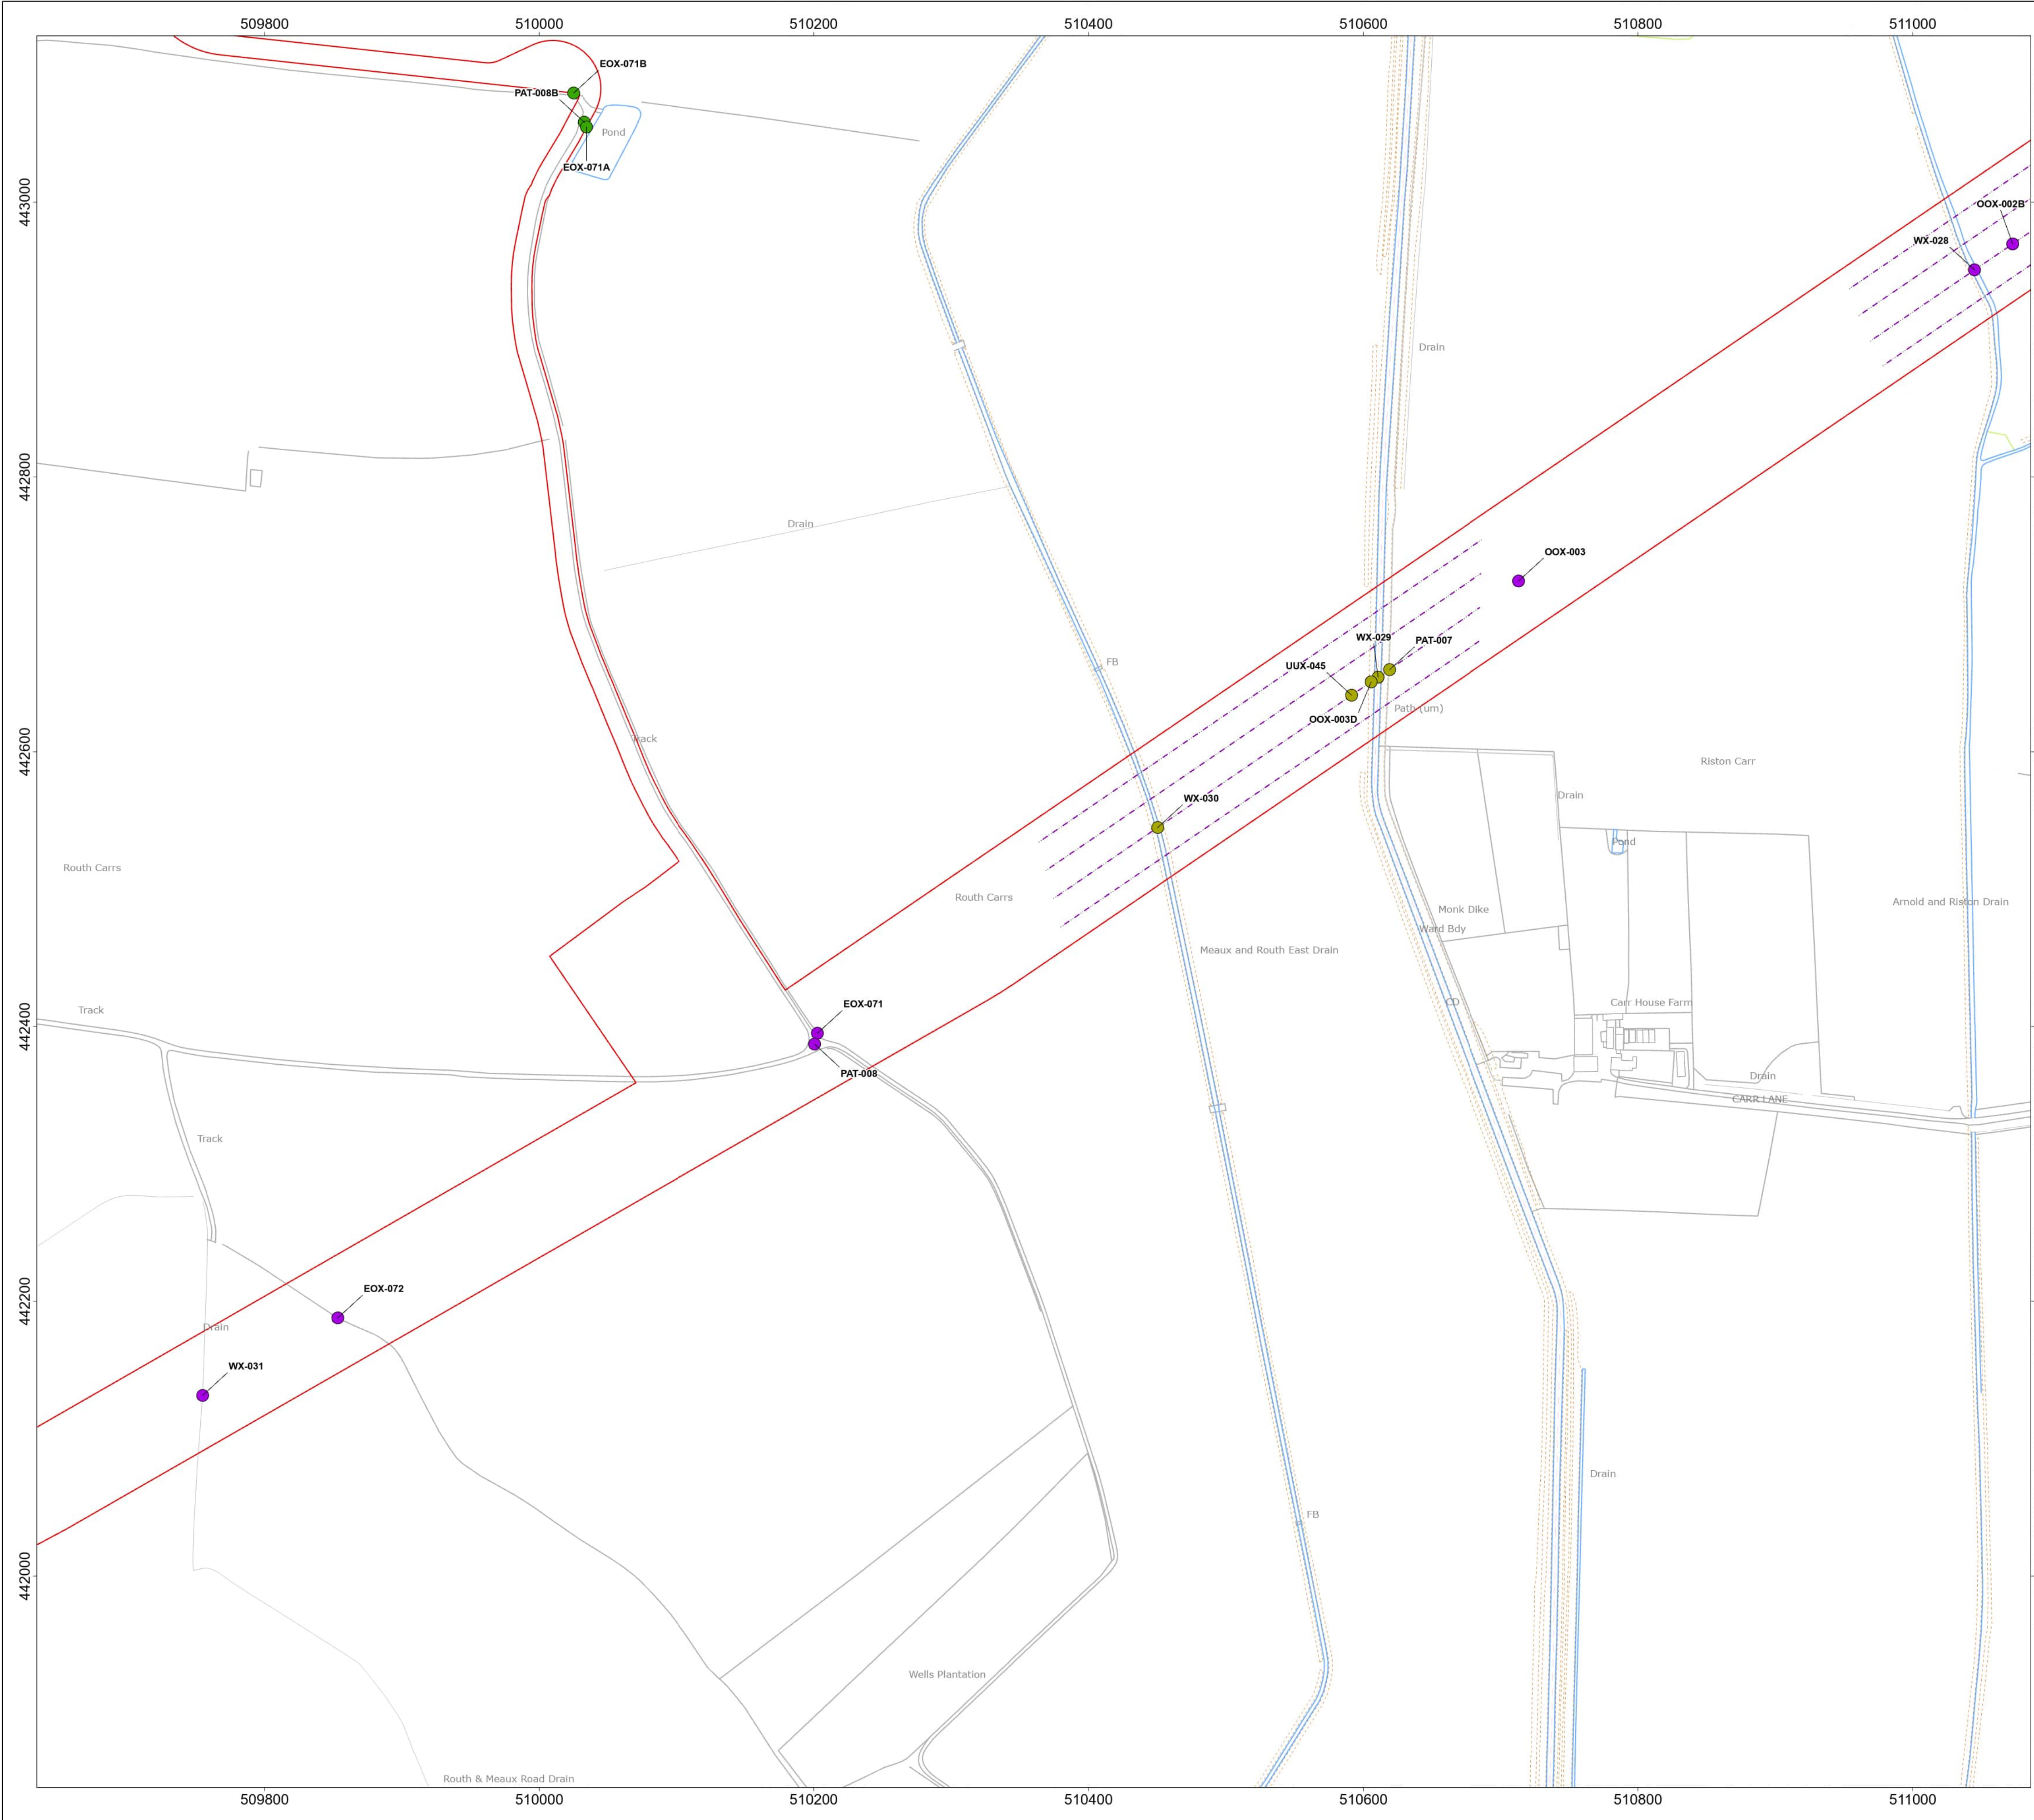 509800
510000
510200
510400
510600
510800
511000
EOX-071B
PAT-008B
Pond
EOX-071A
443000
OOX-002B
WX-028
Drain
442800
Drain
OOX-003
WX-029
PAT-007
FB
UUX-045
OOX-003D
Path (um)
Track
442600
Riston Carr
Drain
WX-030
Pond
Routh Carrs
Routh Carrs
Arnold and Riston Drain
Monk Dike
Ward Bdy
Meaux and Routh East Drain
Track
EOX-071
CD
Carr House Farm
442400
PAT-008
Drain
CARR LANE
Track
EOX-072
442200
Drain
WX-031
Drain
FB
442000
Wells Plantation
Routh & Meaux Road Drain
509800
510000
510200
510400
510600
510800
511000